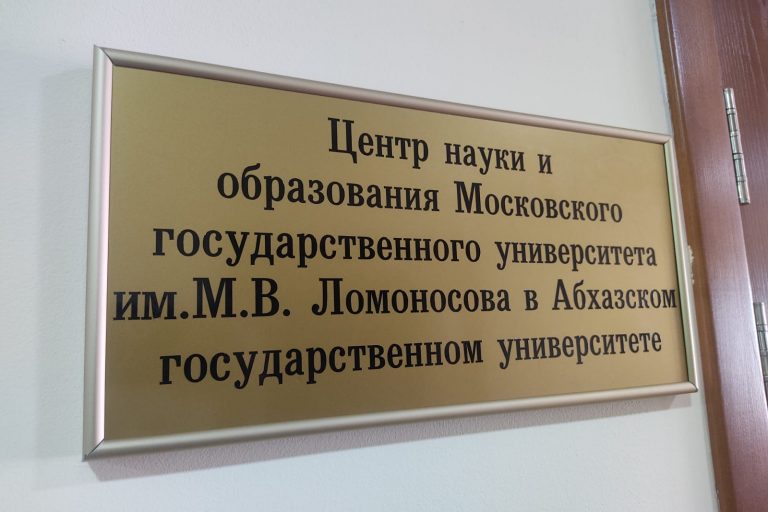 Центр науки и
образования Московского
государственного университета
им.М.В. Ломоносова в Абхазском
государственном университете